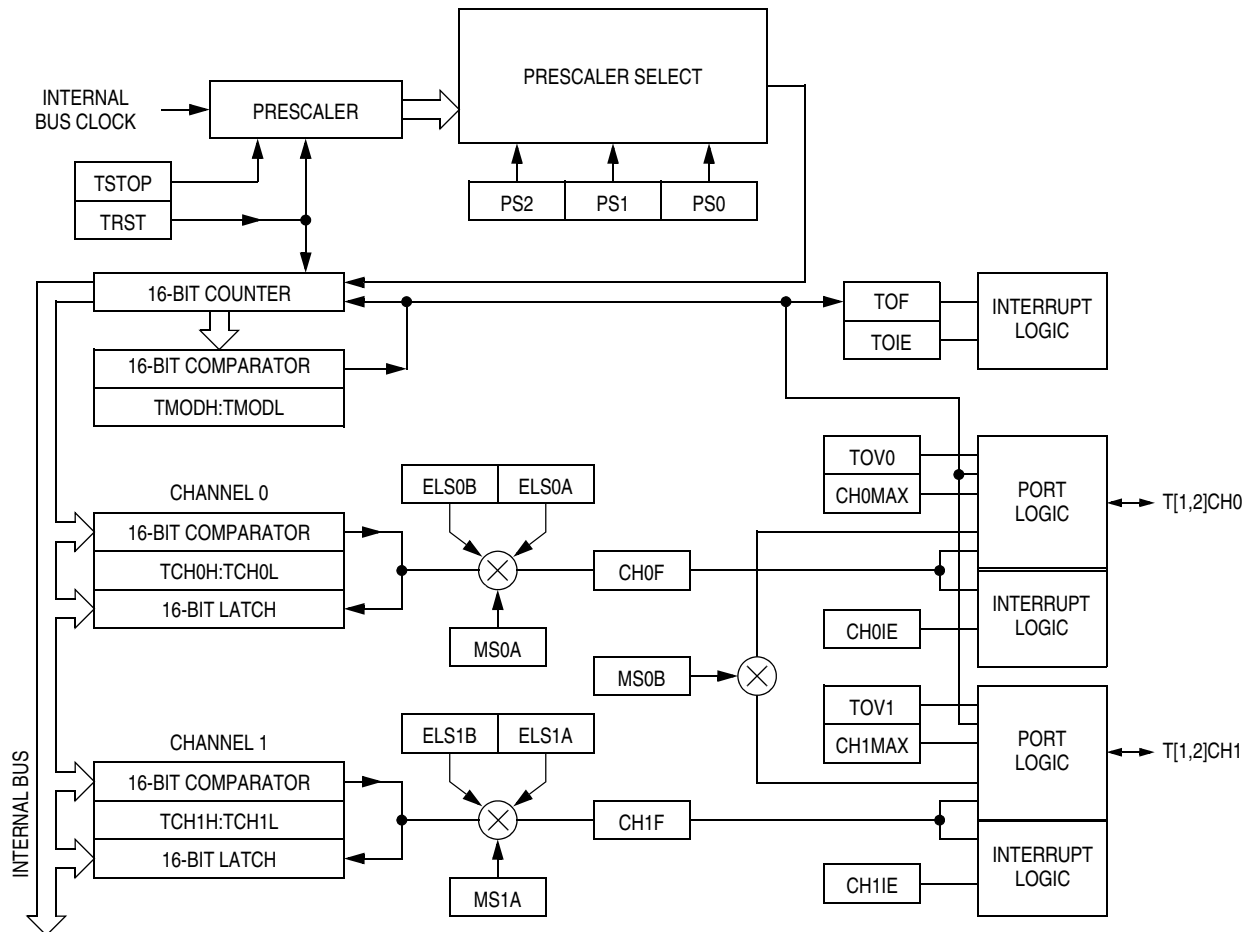 PRESCALER SELECT
INTERNAL
BUS CLOCK
PRESCALER
TSTOP
TRST
PS2
PS1
PS0
16-BIT COUNTER
16-BIT COMPARATOR
TMODH:TMODL
TOF
TOIE
INTERRUPT
LOGIC
CHANNEL 0
16-BIT COMPARATOR
TCH0H:TCH0L
16-BIT LATCH
ELS0B
ELS0A
MS0A
CH0F
TOV0
CH0MAX
PORT
LOGIC
T[1,2]CH0
CH0IE
INTERRUPT
LOGIC
MS0B
CHANNEL 1
16-BIT COMPARATOR
TCH1H:TCH1L
16-BIT LATCH
ELS1B
ELS1A
MS1A
CH1F
TOV1
CH1MAX
PORT
LOGIC
T[1,2]CH1
CH1IE
INTERRUPT
LOGIC
INTERNAL BUS